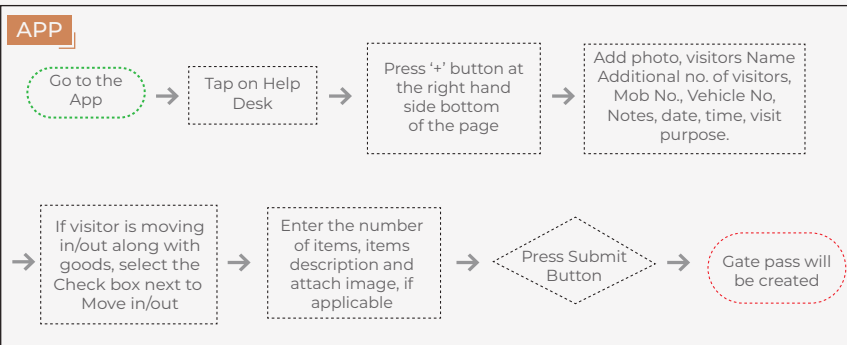 APP
Go to the
App
Tap on Help
Desk
Press ‘+’ button at
the right hand
side bottom
of the page
Add photo, visitors Name
Additional no. of visitors,
Mob No., Vehicle No,
Notes, date, time, visit
purpose.
If visitor is moving
in/out along with
goods, select the
Check box next to
Move in/out
Enter the number
of items, items
description and
attach image, if
applicable
Press Submit
Button
Gate pass will
be created